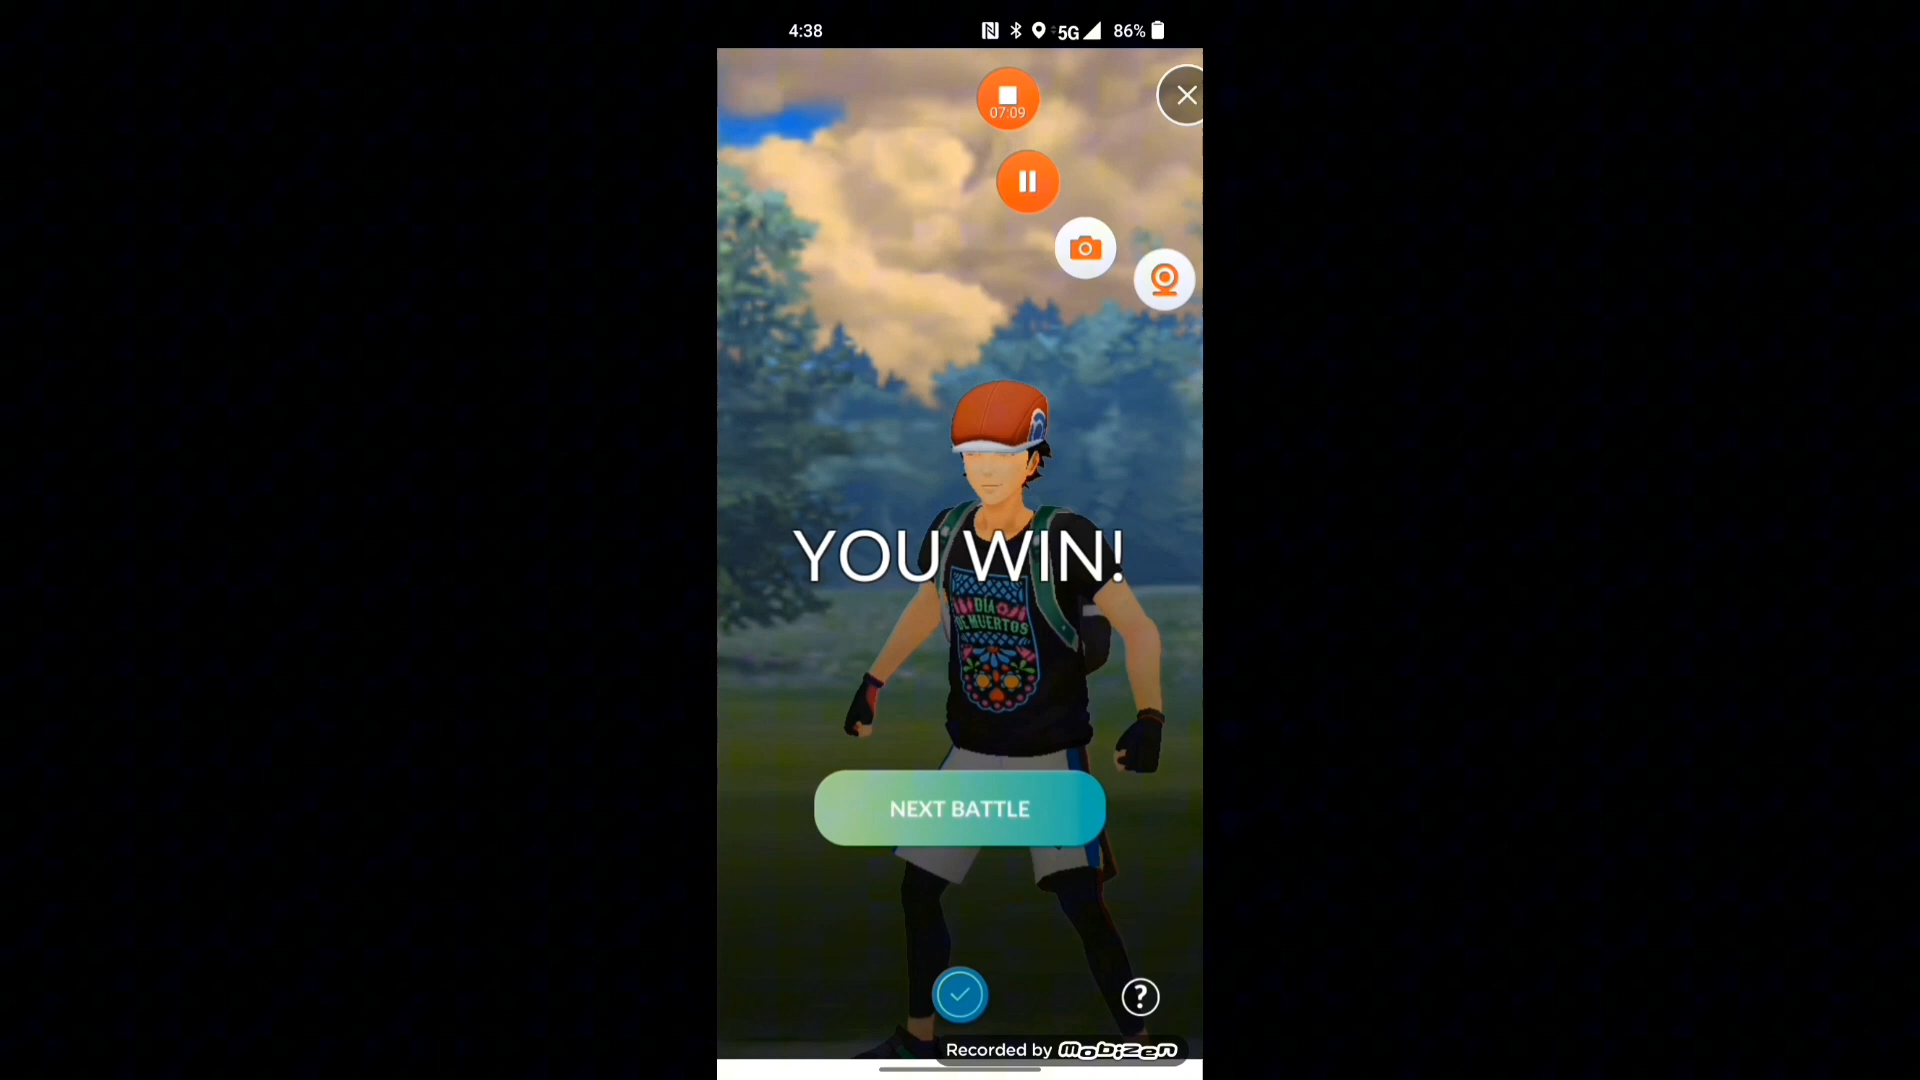 4:38
5G
86%
07:09
YOU WIN!
DÍA
DE MUERTOS
NEXT BATTLE
?
Recorded by mobizen